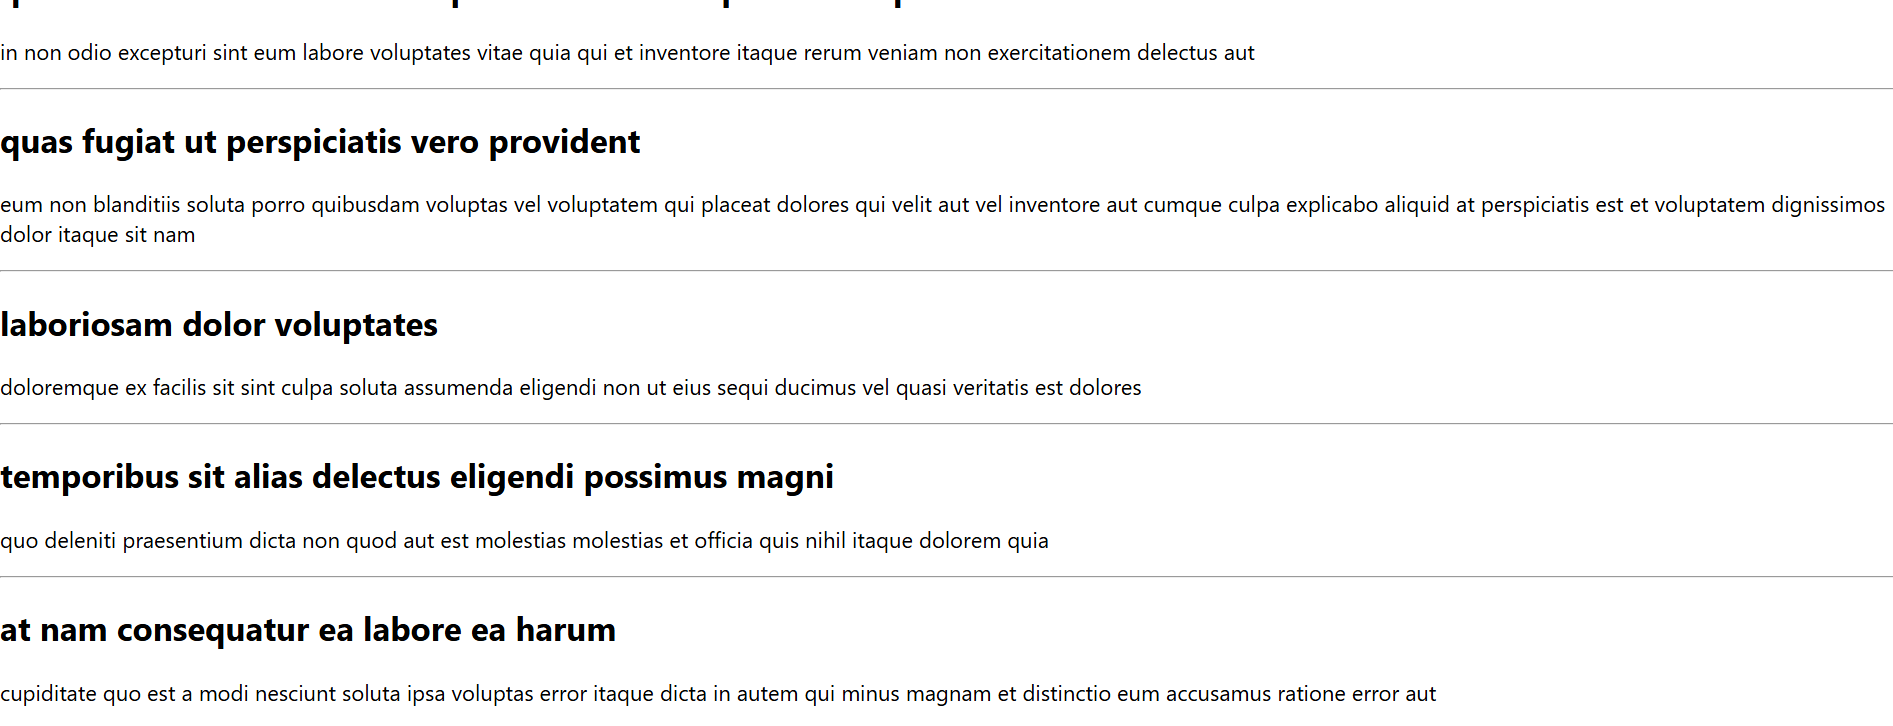 in non odio excepturi sint eum labore voluptates vitae quia qui et inventore itaque rerum veniam non exercitationem delectus aut
quas fugiat ut perspiciatis vero provident
eum non blanditiis soluta porro quibusdam voluptas vel voluptatem qui placeat dolores qui velit aut vel inventore aut cumque culpa explicabo aliquid at perspiciatis est et voluptatem dignissimos
dolor itaque sit nam
laboriosam dolor voluptates
doloremque ex facilis sit sint culpa soluta assumenda eligendi non ut eius sequi ducimus vel quasi veritatis est dolores
temporibus sit alias delectus eligendi possimus magni
quo deleniti praesentium dicta non quod aut est molestias molestias et officia quis nihil itaque dolorem quia
at nam consequatur ea labore ea harum
cupiditate quo est a modi nesciunt soluta ipsa voluptas error itaque dicta in autem qui minus magnam et distinctio eum accusamus ratione error aut